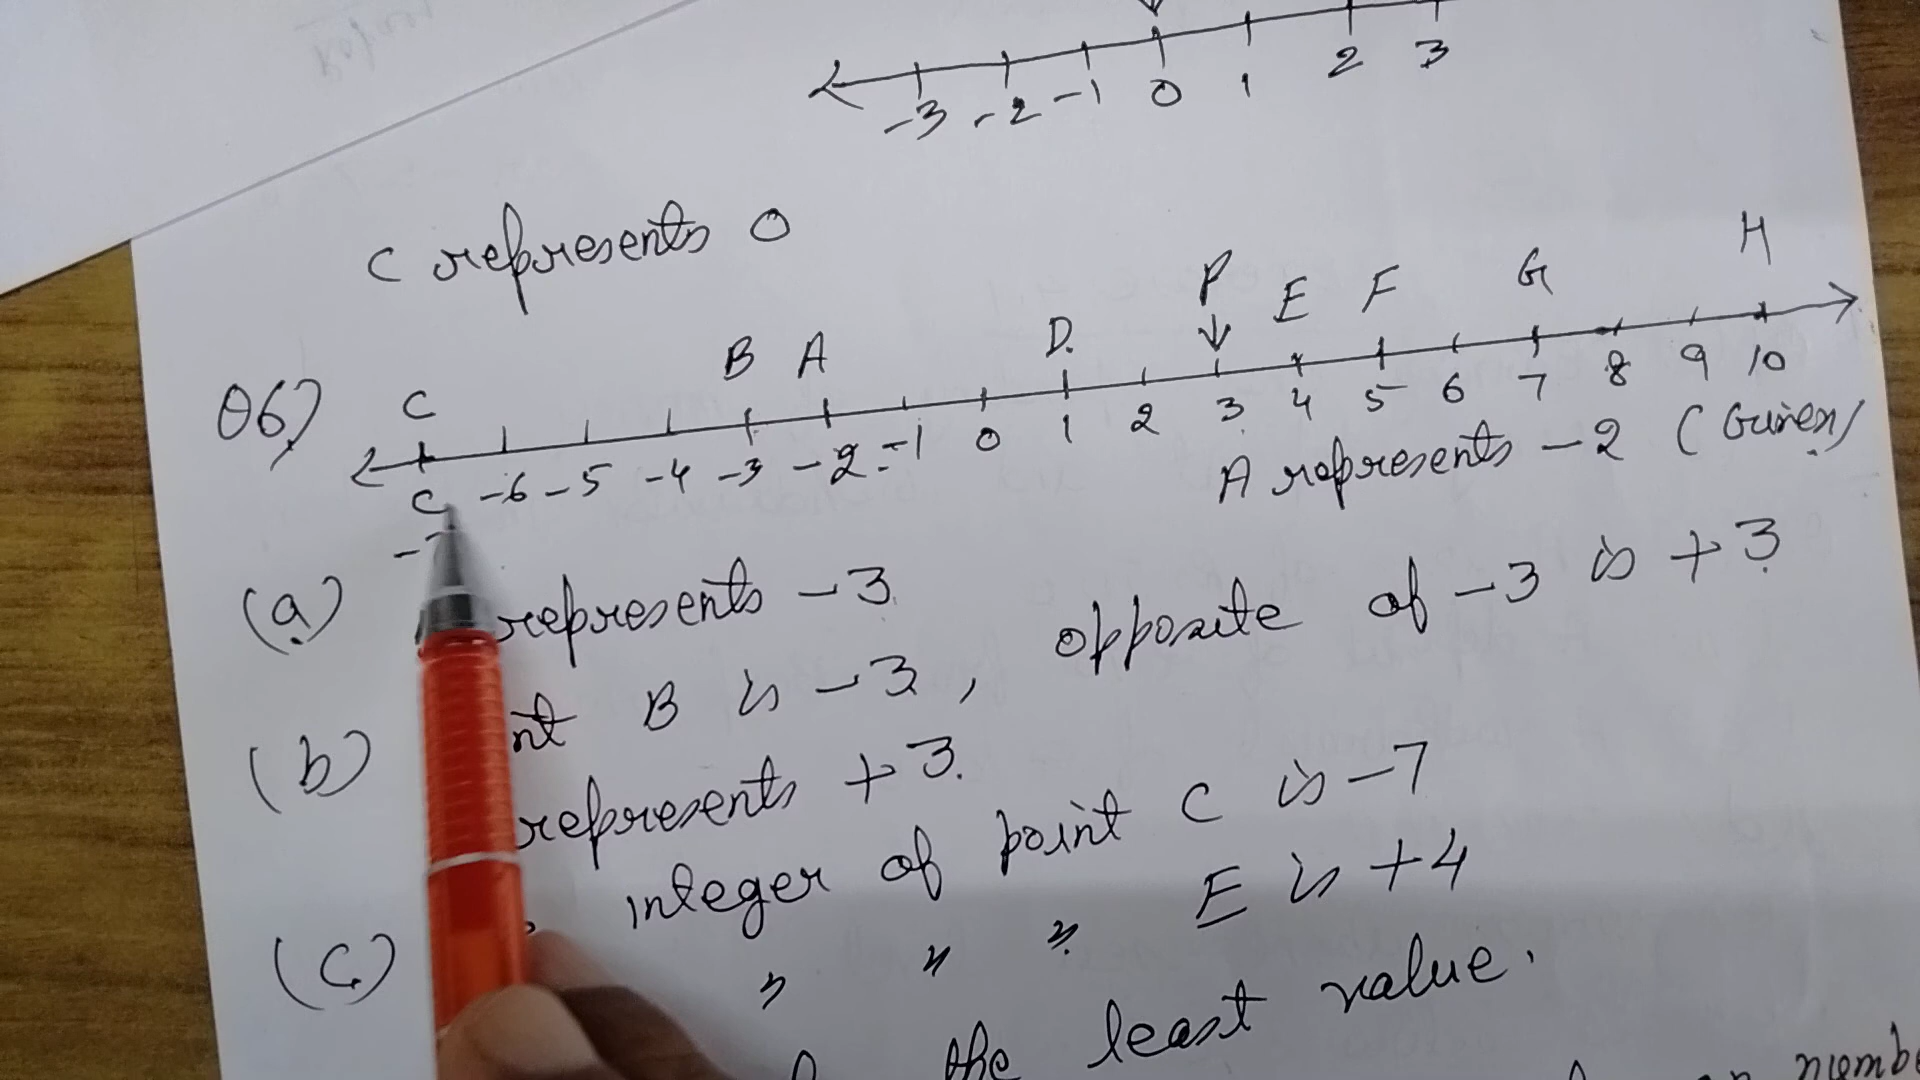 -3 -2 -1 0 1 2 3
C represents 0
P E F G H
B A D.
Q6) C
-6 -5 -4 -3 -2 -1 0 1 2 3 4 5 6 7 8 9 10
C
A represents -2 (Given)
(a) represents -3
(b) B is -3, opposite of -3 is +3
represents +3.
(c) integer of point C is -7
" " " E is +4
the least value.